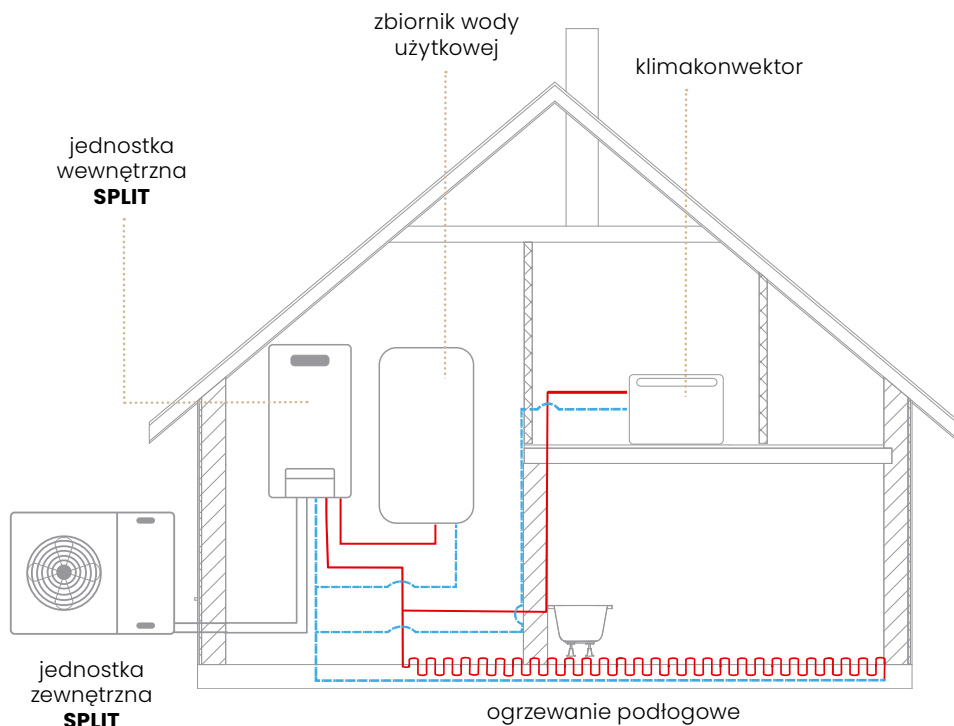 zbiornik wody
użytkowej
klimakonwektor
jednostka
wewnętrzna
SPLIT
jednostka
zewnętrzna
SPLIT
ogrzewanie podłogowe